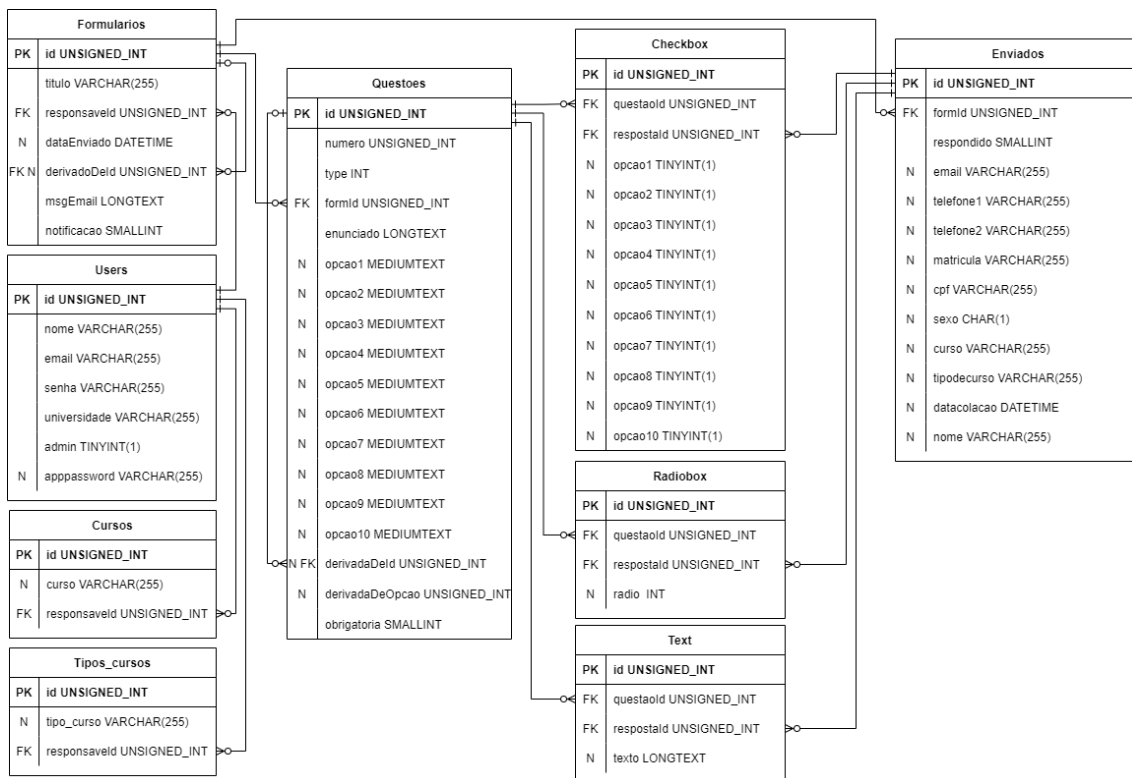 Formularios
PK id UNSIGNED_INT
titulo VARCHAR(255)
FK responsaveId UNSIGNED_INT
N dataEnviado DATETIME
FK N derivadoDeId UNSIGNED_INT
msgEmail LONGTEXT
notificacao SMALLINT
Users
PK id UNSIGNED_INT
nome VARCHAR(255)
email VARCHAR(255)
senha VARCHAR(255)
universidade VARCHAR(255)
admin TINYINT(1)
N apppassword VARCHAR(255)
Cursos
PK id UNSIGNED_INT
N curso VARCHAR(255)
FK responsaveId UNSIGNED_INT
Tipos_cursos
PK id UNSIGNED_INT
N tipo_curso VARCHAR(255)
FK responsaveId UNSIGNED_INT
Questoes
PK id UNSIGNED_INT
numero UNSIGNED_INT
type INT
FK formId UNSIGNED_INT
enunciado LONGTEXT
N opcao1 MEDIUMTEXT
N opcao2 MEDIUMTEXT
N opcao3 MEDIUMTEXT
N opcao4 MEDIUMTEXT
N opcao5 MEDIUMTEXT
N opcao6 MEDIUMTEXT
N opcao7 MEDIUMTEXT
N opcao8 MEDIUMTEXT
N opcao9 MEDIUMTEXT
N opcao10 MEDIUMTEXT
N FK derivadaDeId UNSIGNED_INT
N derivadaDeOpcao UNSIGNED_INT
obrigatoria SMALLINT
Checkbox
PK id UNSIGNED_INT
FK questaoId UNSIGNED_INT
FK respostaId UNSIGNED_INT
N opcao1 TINYINT(1)
N opcao2 TINYINT(1)
N opcao3 TINYINT(1)
N opcao4 TINYINT(1)
N opcao5 TINYINT(1)
N opcao6 TINYINT(1)
N opcao7 TINYINT(1)
N opcao8 TINYINT(1)
N opcao9 TINYINT(1)
N opcao10 TINYINT(1)
Radiobox
PK id UNSIGNED_INT
FK questaoId UNSIGNED_INT
FK respostaId UNSIGNED_INT
N radio INT
Text
PK id UNSIGNED_INT
FK questaoId UNSIGNED_INT
FK respostaId UNSIGNED_INT
N texto LONGTEXT
Enviados
PK id UNSIGNED_INT
FK formId UNSIGNED_INT
respondido SMALLINT
N email VARCHAR(255)
N telefone1 VARCHAR(255)
N telefone2 VARCHAR(255)
N matricula VARCHAR(255)
N cpf VARCHAR(255)
N sexo CHAR(1)
N curso VARCHAR(255)
N tipodecurso VARCHAR(255)
N datacolacao DATETIME
N nome VARCHAR(255)